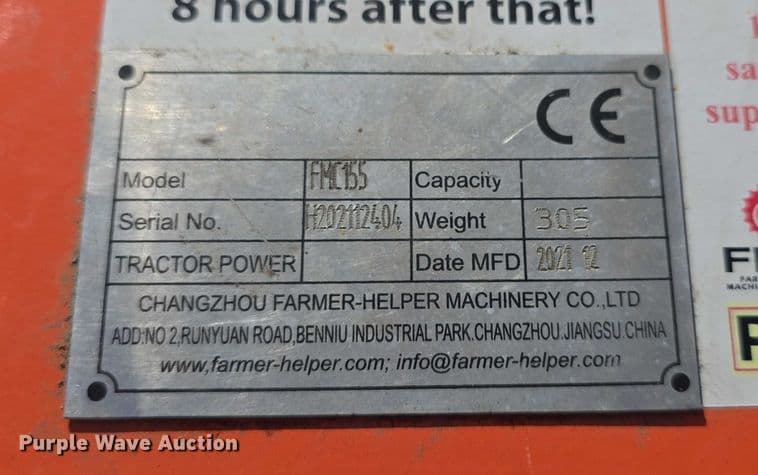 8 hours after that!
CE
Model FMC155 Capacity
Serial No. H202112404 Weight 305
TRACTOR POWER Date MFD 2021 12
CHANGZHOU FARMER-HELPER MACHINERY CO.,LTD
ADD:NO 2,RUNYUAN ROAD,BENNIU INDUSTRIAL PARK.CHANGZHOU.JIANGSU.CHINA
www.farmer-helper.com; info@farmer-helper.com
Purple Wave Auction